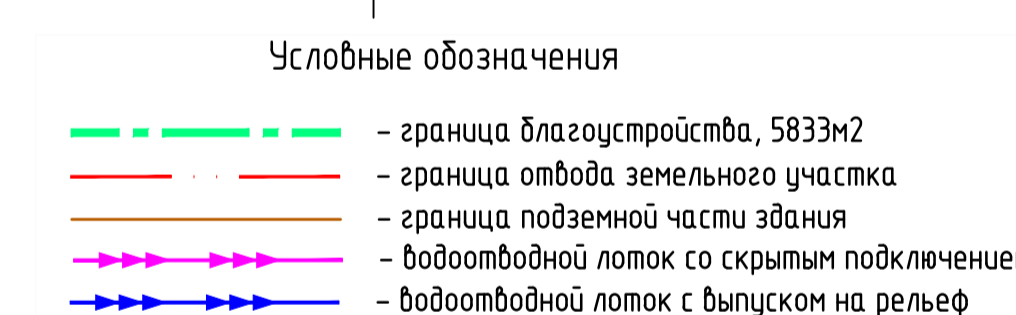 Условные обозначения
– граница благоустройства, 5833м2
– граница отвода земельного участка
– граница подземной части здания
– водоотводной лоток со скрытым подключение
– водоотводной лоток с выпуском на рельеф